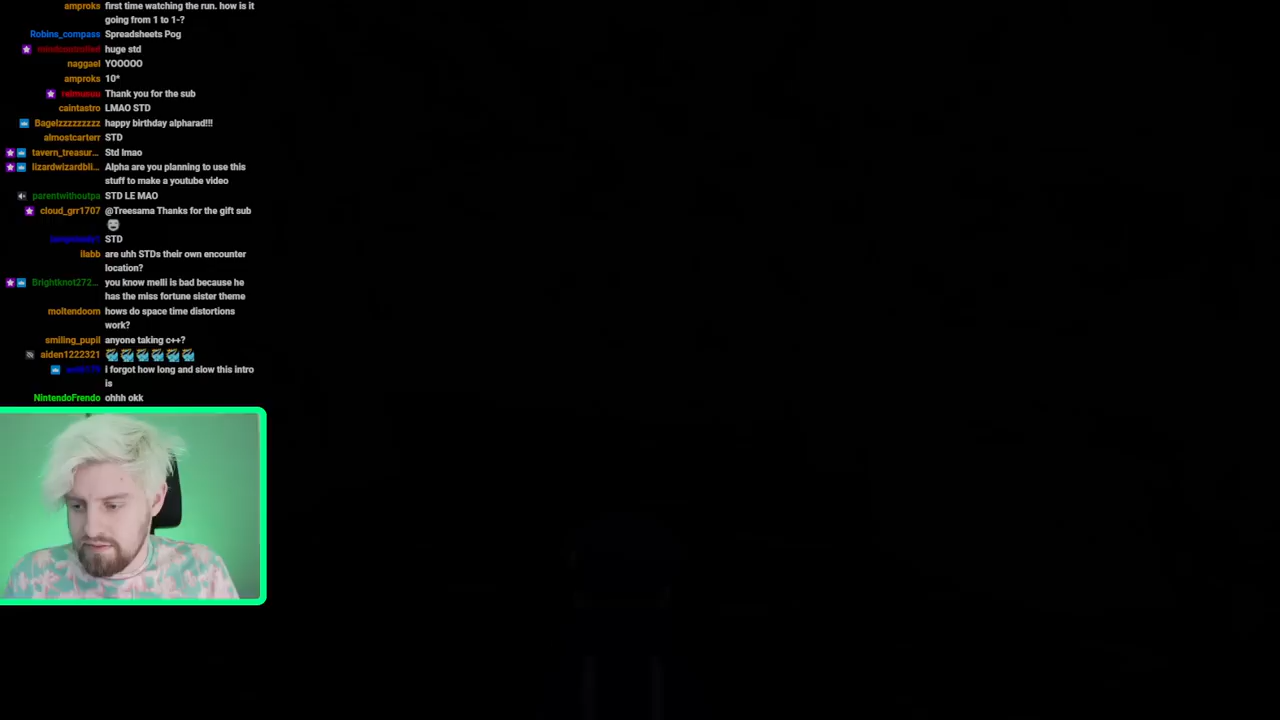 amproks first time watching the run. how is it
going from 1 to 1-?
Robins_compass Spreadsheets Pog
huge std
naggael YOOOOO
amproks 10*
reimusuu Thank you for the sub
caintastro LMAO STD
Bagelzzzzzzzzz happy birthday alpharad!!!
almostcarterr STD
tavern_treasur... Std lmao
lizardwizardbli... Alpha are you planning to use this
stuff to make a youtube video
parentwithoutpa STD LE MAO
cloud_grr1707 @Treesama Thanks for the gift sub
STD
llabb are uhh STDs their own encounter
location?
Brightknot272... you know melli is bad because he
has the miss fortune sister theme
moltendoom hows do space time distortions
work?
smiling_pupil anyone taking c++?
aiden1222321
i forgot how long and slow this intro
is
NintendoFrendo ohhh okk